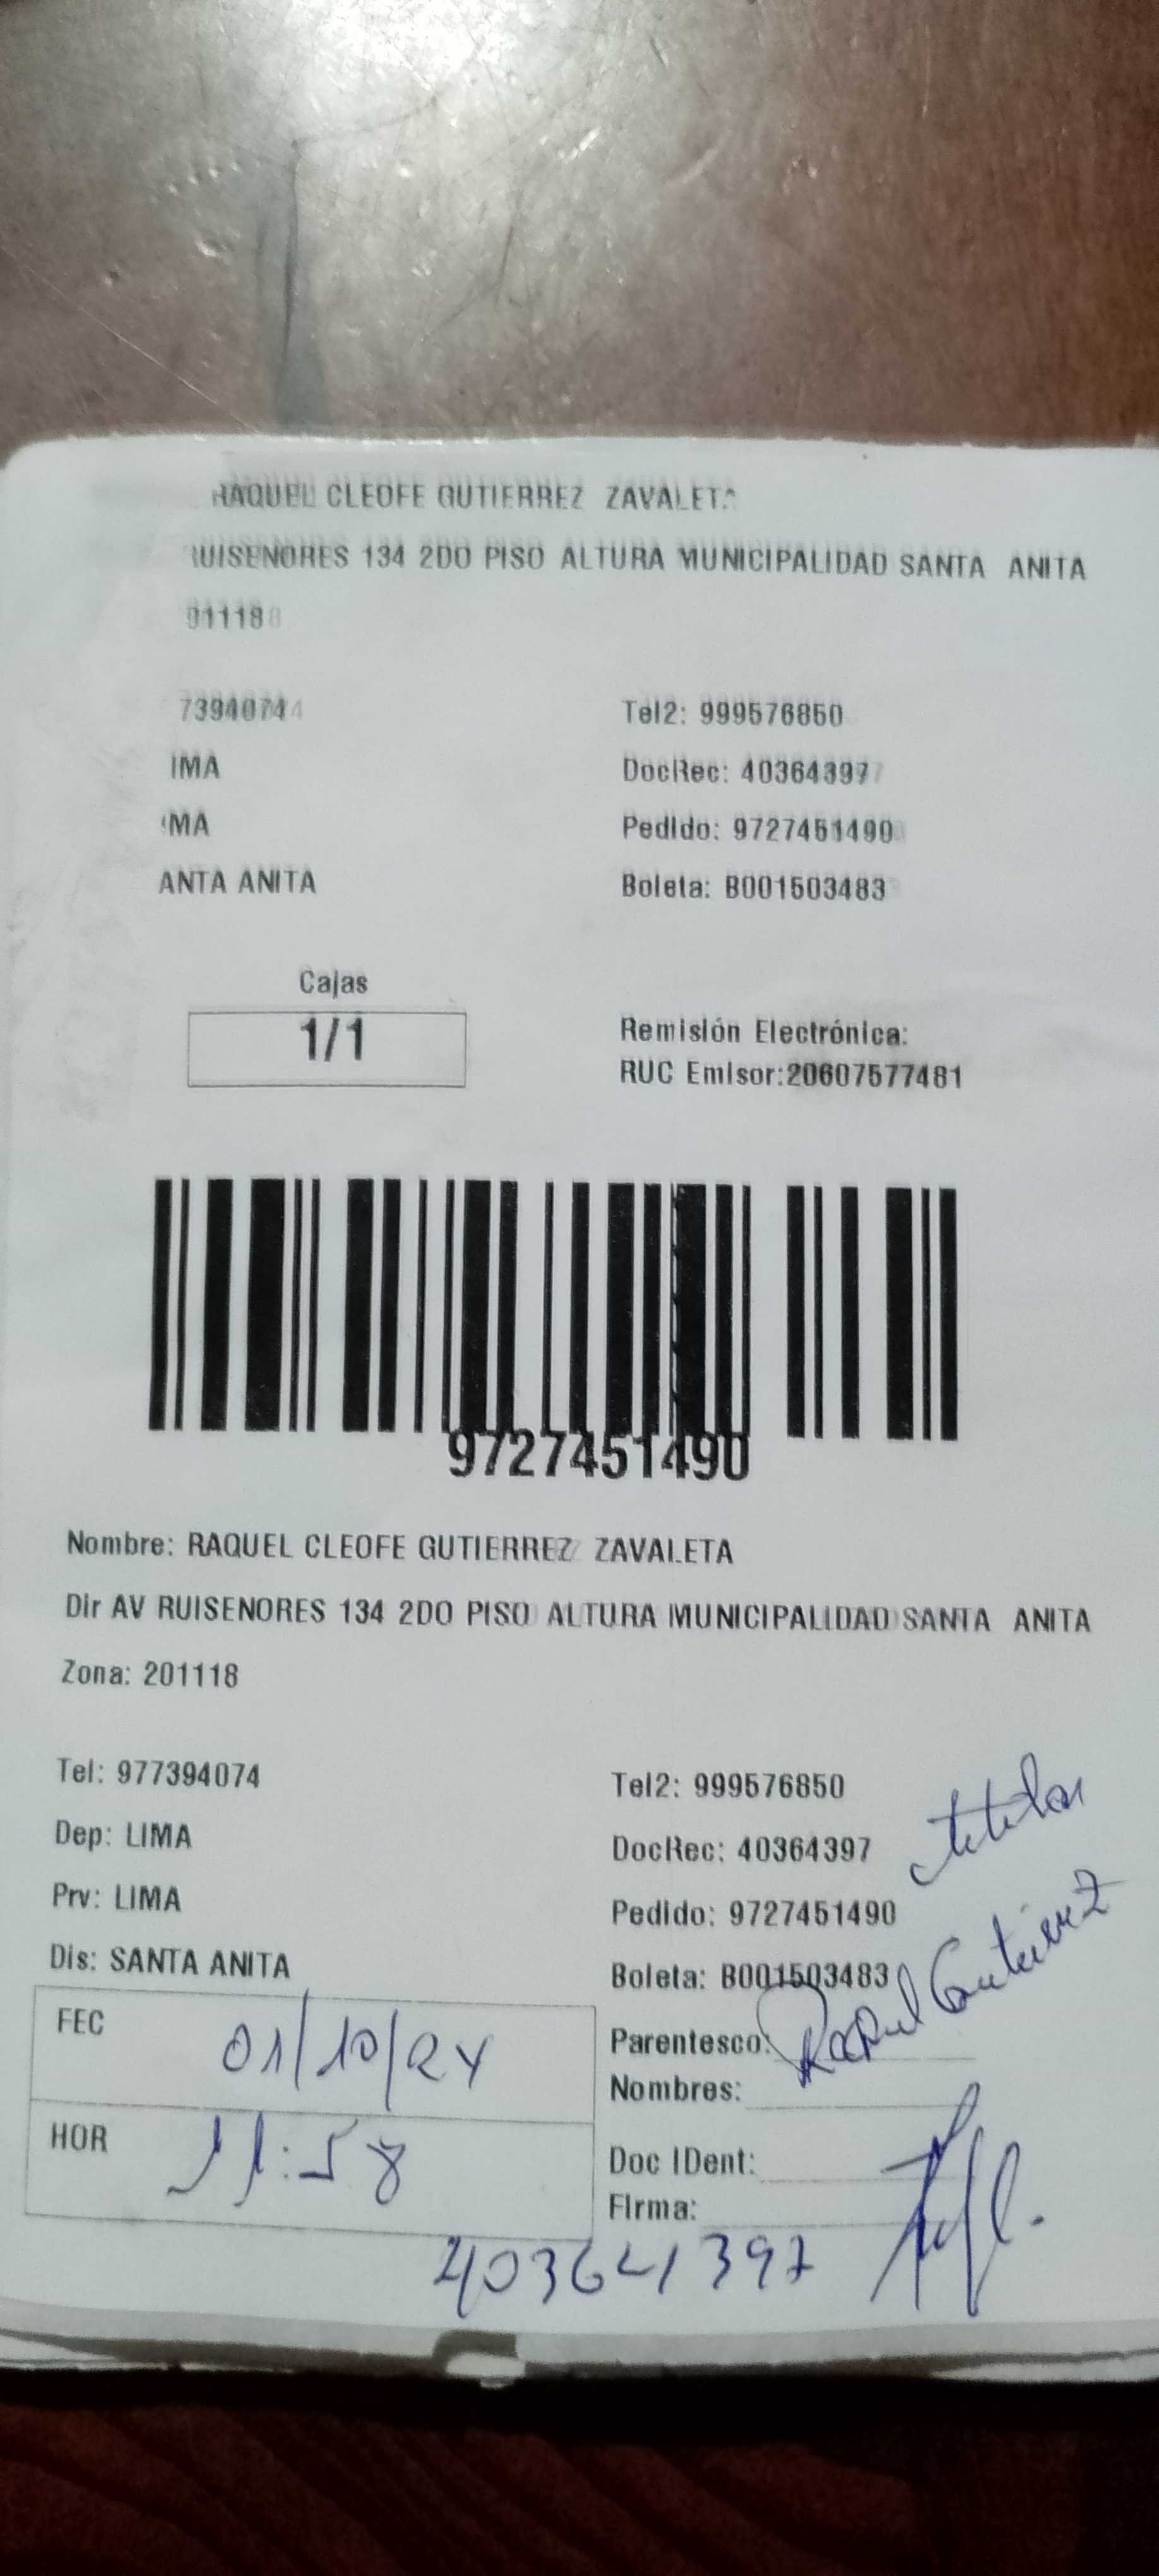 RAQUEL CLEOFE GUTIERREZ ZAVALETA
RUISENORES 134 2DO PISO ALTURA MUNICIPALIDAD SANTA ANITA
01118
7394074 Tel2: 999576850
IMA DocRec: 40364397
IMA Pedido: 9727451490
ANTA ANITA Boleta: B001503483
Cajas
1/1
Remisión Electrónica:
RUC Emisor:20607577481
9727451490
Nombre: RAQUEL CLEOFE GUTIERREZ ZAVALETA
Dir AV RUISENORES 134 2DO PISO ALTURA MUNICIPALIDAD SANTA ANITA
Zona: 201118
Tel: 977394074 Tel2: 999576850
Dep: LIMA DocRec: 40364397
titular
Prv: LIMA Pedido: 9727451490
Dis: SANTA ANITA Boleta: B001503483
FEC 01/10/24
Parentesco: Raquel Gutiérrez
Nombres:
HOR 11:58
Doc IDent:
Firma:
40364397